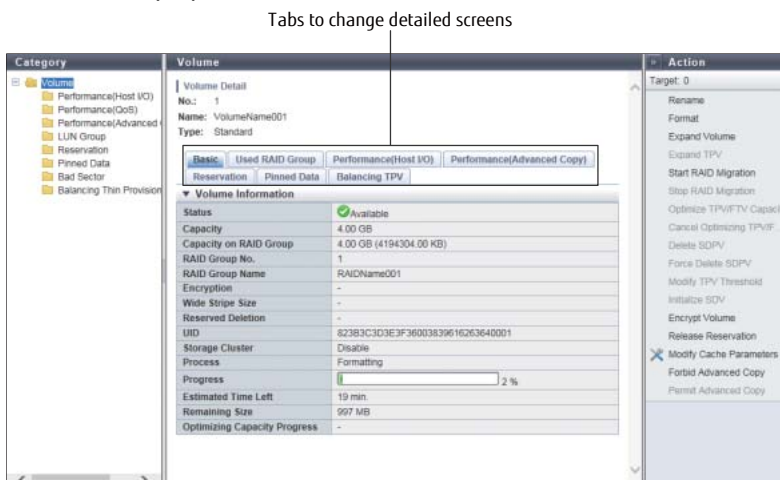 Tabs to change detailed screens
Category
Volume
Performance(Host I/O)
Performance(QoS)
Performance(Advanced
LUN Group
Reservation
Pinned Data
Bad Sector
Balancing Thin Provision
Volume
Volume Detail
No.: 1
Name: VolumeName001
Type: Standard
Basic Used RAID Group Performance(Host I/O) Performance(Advanced Copy)
Reservation Pinned Data Balancing TPV
Volume Information
Status Available
Capacity 4.00 GB
Capacity on RAID Group 4.00 GB (4194304.00 KB)
RAID Group No. 1
RAID Group Name RAIDName001
Encryption -
Wide Stripe Size -
Reserved Deletion -
UID 823B3C3D3E3F36003839616263640001
Storage Cluster Disable
Process Formatting
Progress 2 %
Estimated Time Left 19 min.
Remaining Size 997 MB
Optimizing Capacity Progress -
» Action
Target: 0
Rename
Format
Expand Volume
Expand TPV
Start RAID Migration
Stop RAID Migration
Optimize TPV/FTV Capaci
Cancel Optimizing TPV/F...
Delete SDPV
Force Delete SDPV
Modify TPV Threshold
Initialize SDV
Encrypt Volume
Release Reservation
Modify Cache Parameters
Forbid Advanced Copy
Permit Advanced Copy